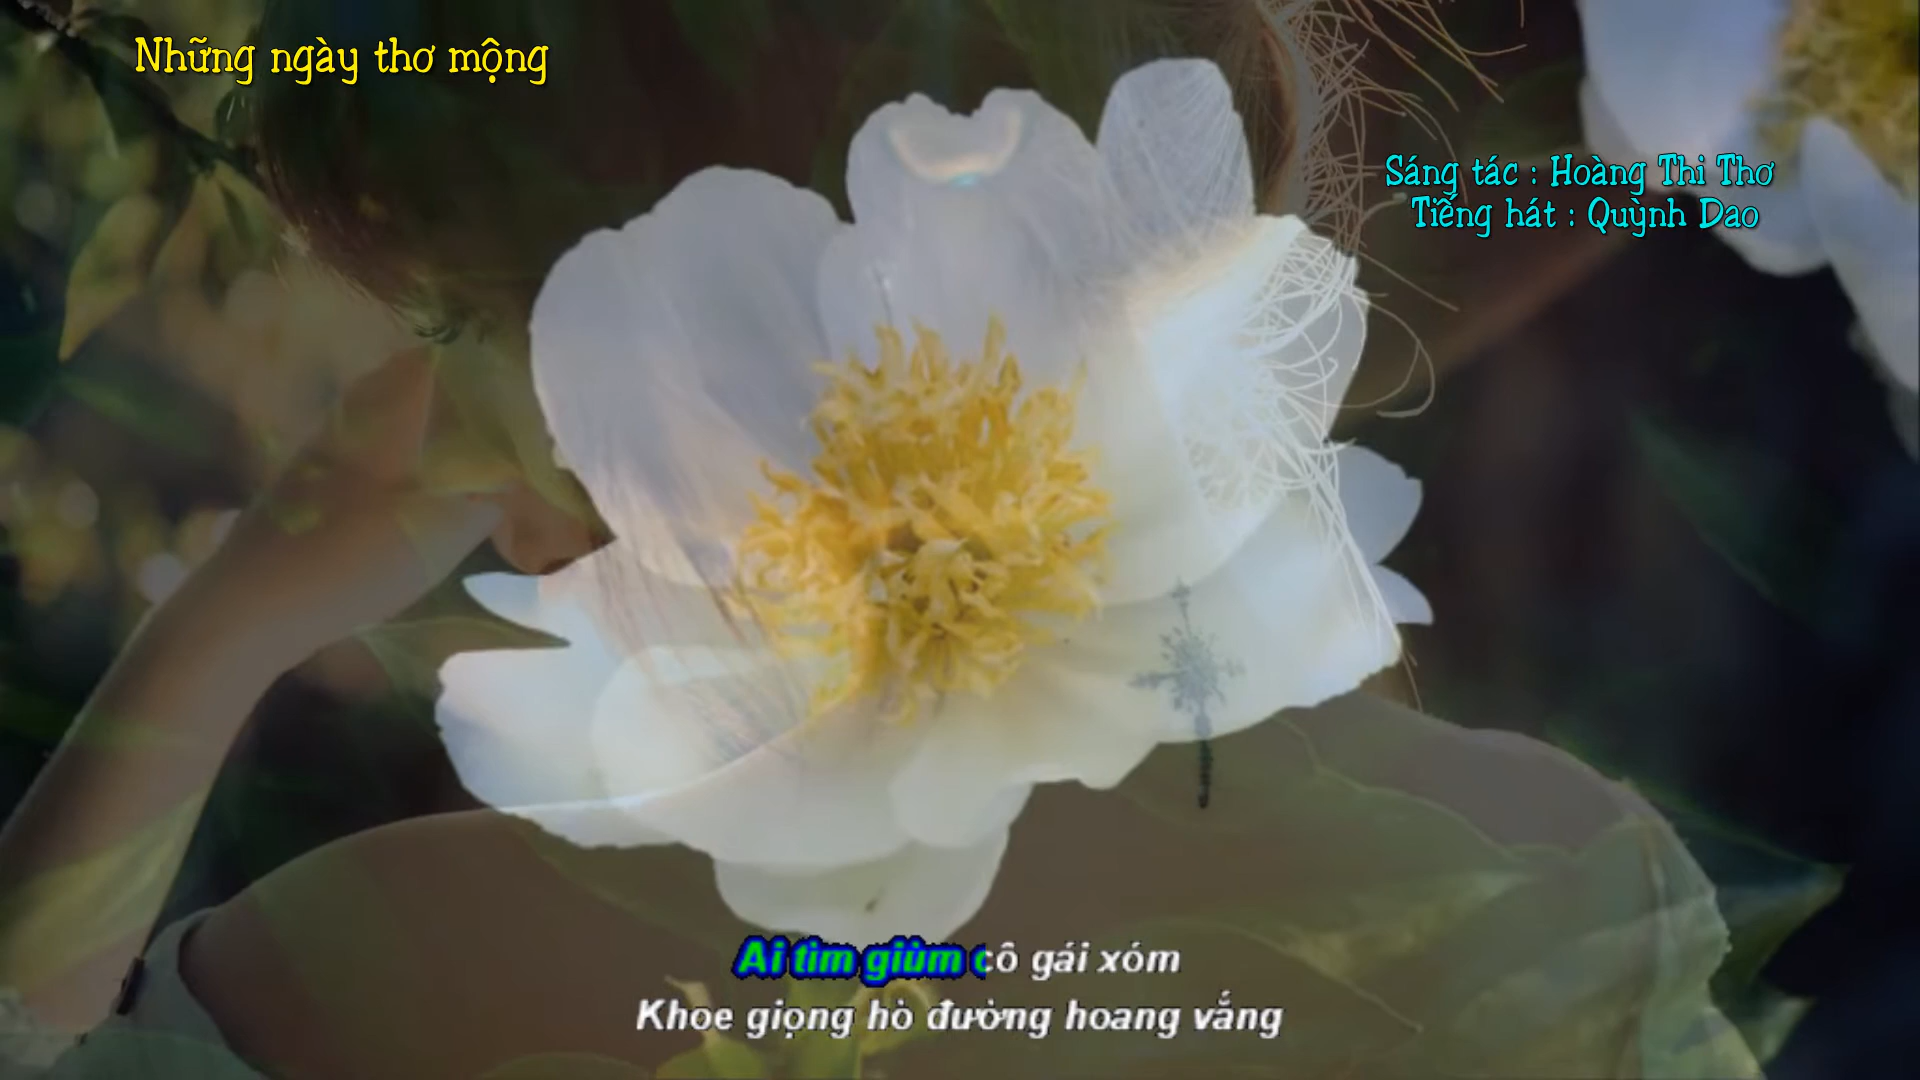 Những ngày thơ mộng
Sáng tác : Hoàng Thi Thơ
Tiếng hát : Quỳnh Dao
Ai tìm giùm cô gái xóm
Khoe giọng hò đường hoang vắng